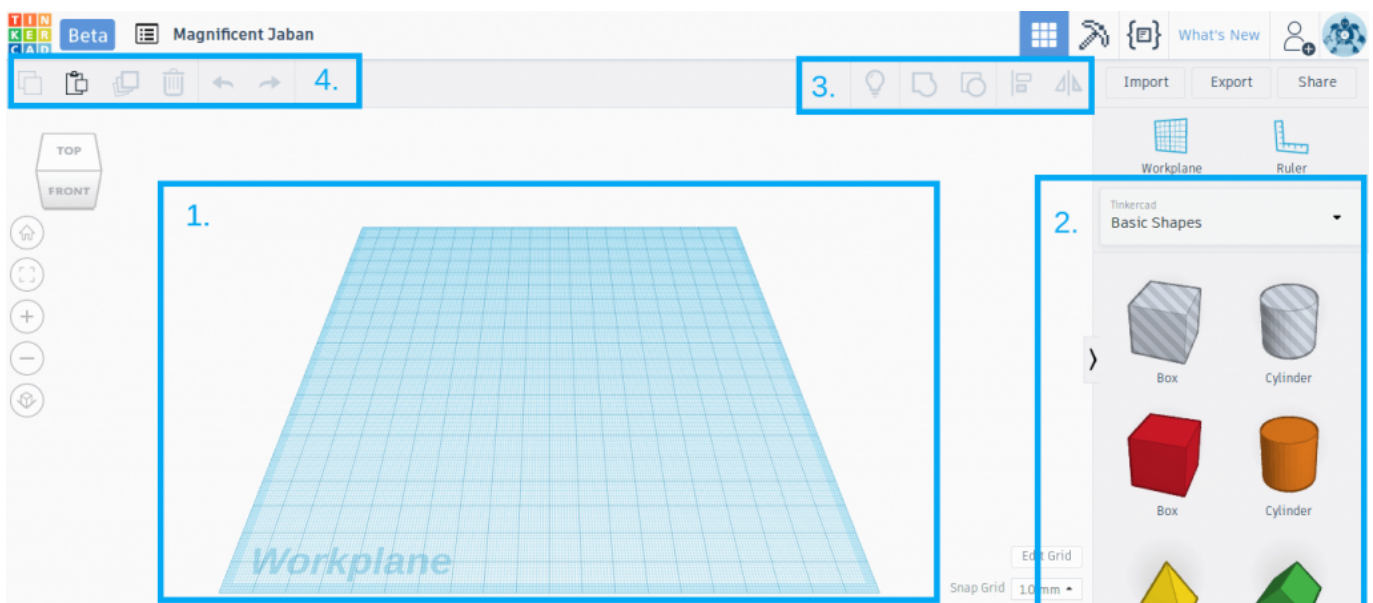 TIN
KER
CAD
Beta
Magnificent Jaban
What's New
4.
3.
Import
Export
Share
TOP
FRONT
Workplane
Ruler
1.
2.
Tinkercad
Basic Shapes
Box
Cylinder
Box
Cylinder
Workplane
Edit Grid
Snap Grid
1.0 mm